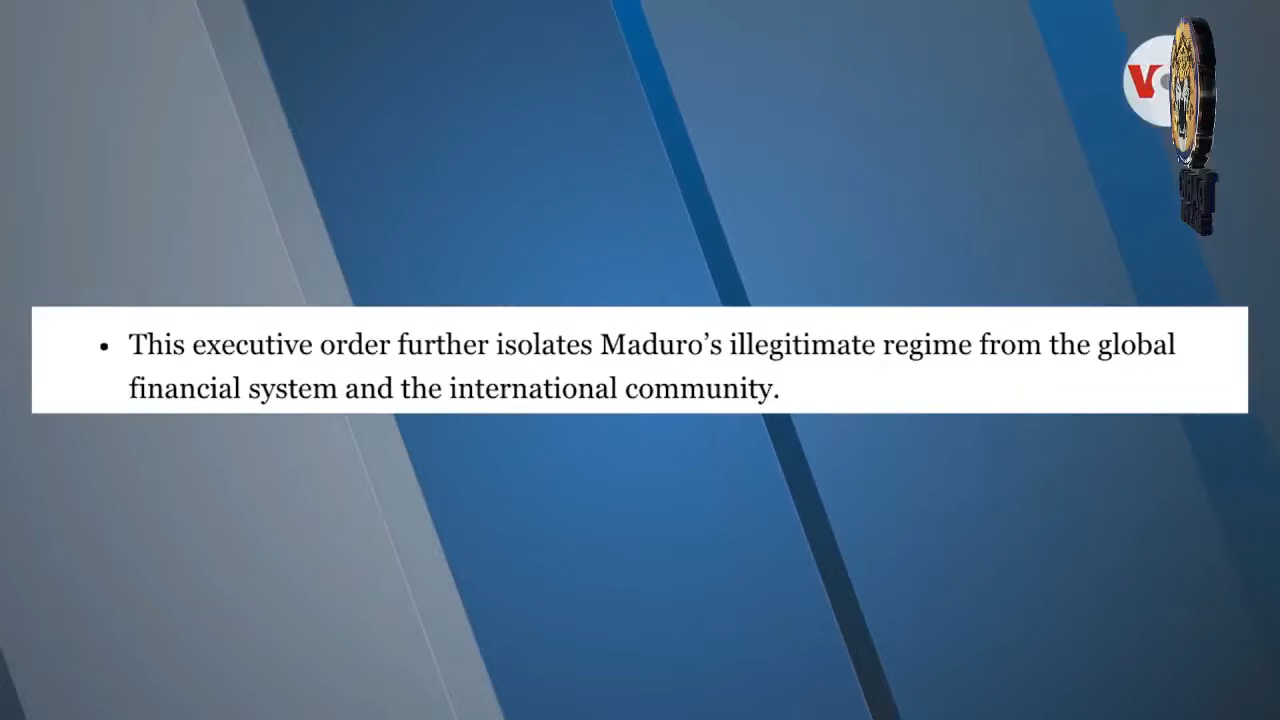 • This executive order further isolates Maduro’s illegitimate regime from the global
financial system and the international community.